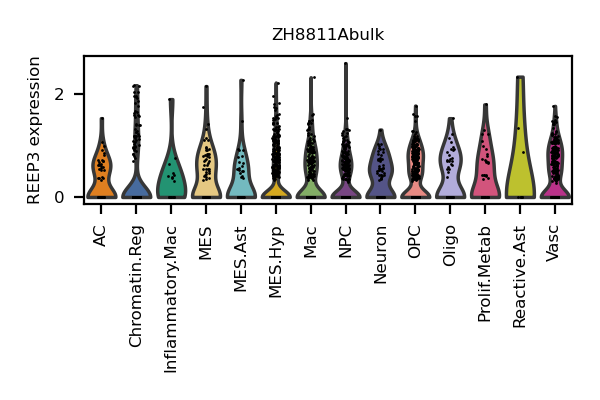 ZH8811Abulk
REEP3 expression
2
0
AC
Chromatin.Reg
Inflammatory.Mac
MES
MES.Ast
MES.Hyp
Mac
NPC
Neuron
OPC
Oligo
Prolif.Metab
Reactive.Ast
Vasc